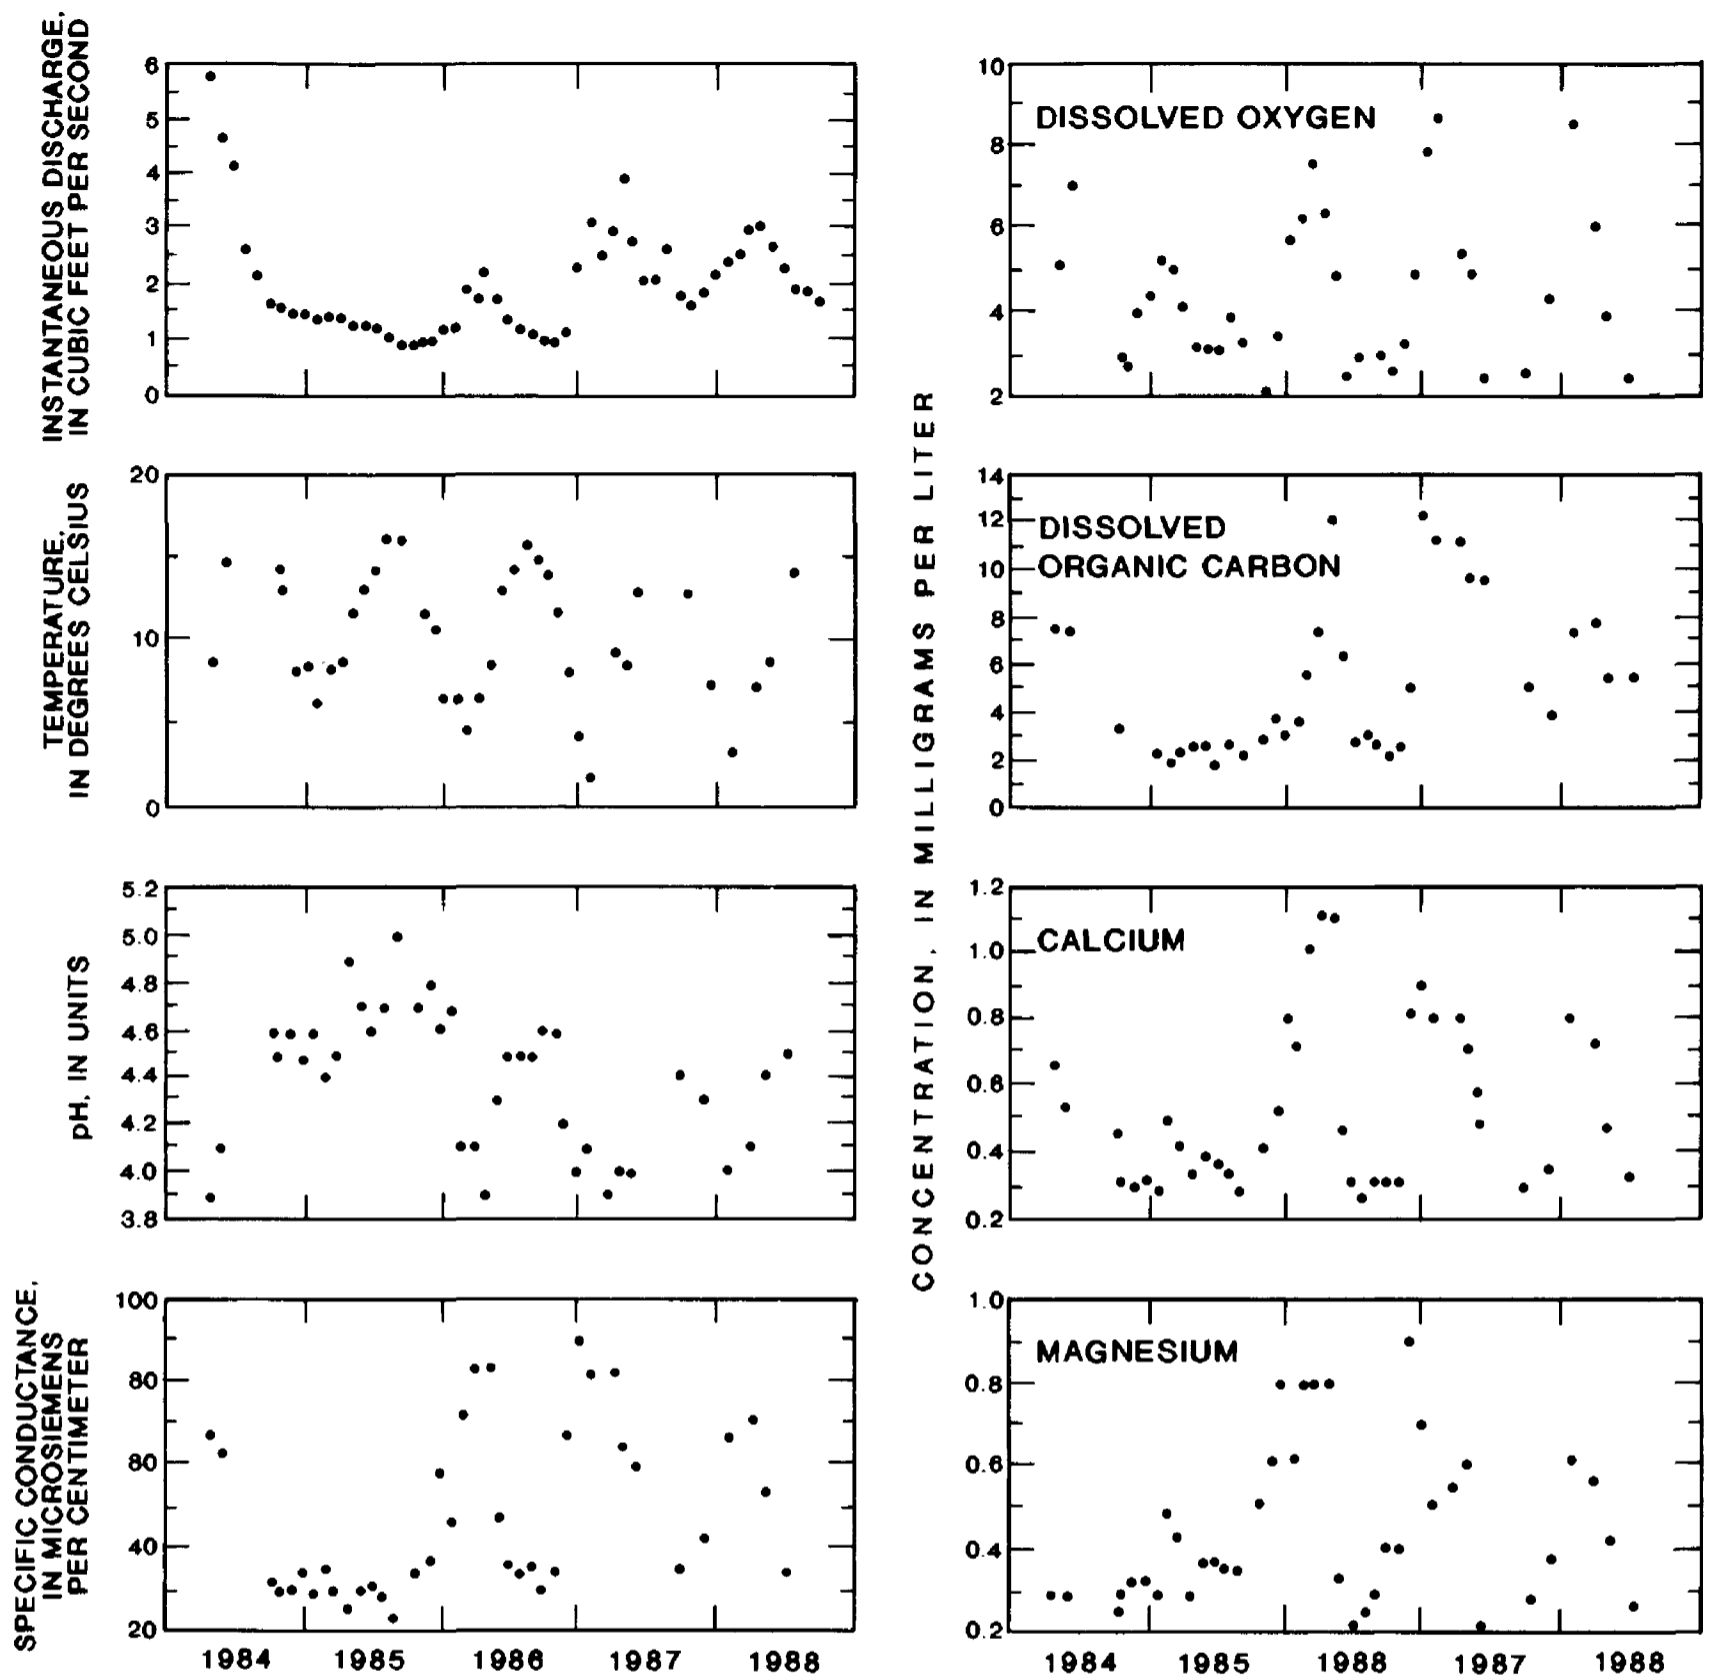 INSTANTANEOUS DISCHARGE,
IN CUBIC FEET PER SECOND
6
5
4
3
2
1
0
TEMPERATURE,
IN DEGREES CELSIUS
20
10
0
pH, IN UNITS
5.2
5.0
4.8
4.6
4.4
4.2
4.0
3.8
SPECIFIC CONDUCTANCE,
IN MICROSIEMENS
PER CENTIMETER
100
80
80
40
20
1984 1985 1986 1987 1988
CONCENTRATION, IN MILLIGRAMS PER LITER
DISSOLVED OXYGEN
10
8
6
4
2
DISSOLVED
ORGANIC CARBON
14
12
10
8
6
4
2
0
CALCIUM
1.2
1.0
0.8
0.6
0.4
0.2
MAGNESIUM
1.0
0.8
0.6
0.4
0.2
1984 1985 1988 1987 1988